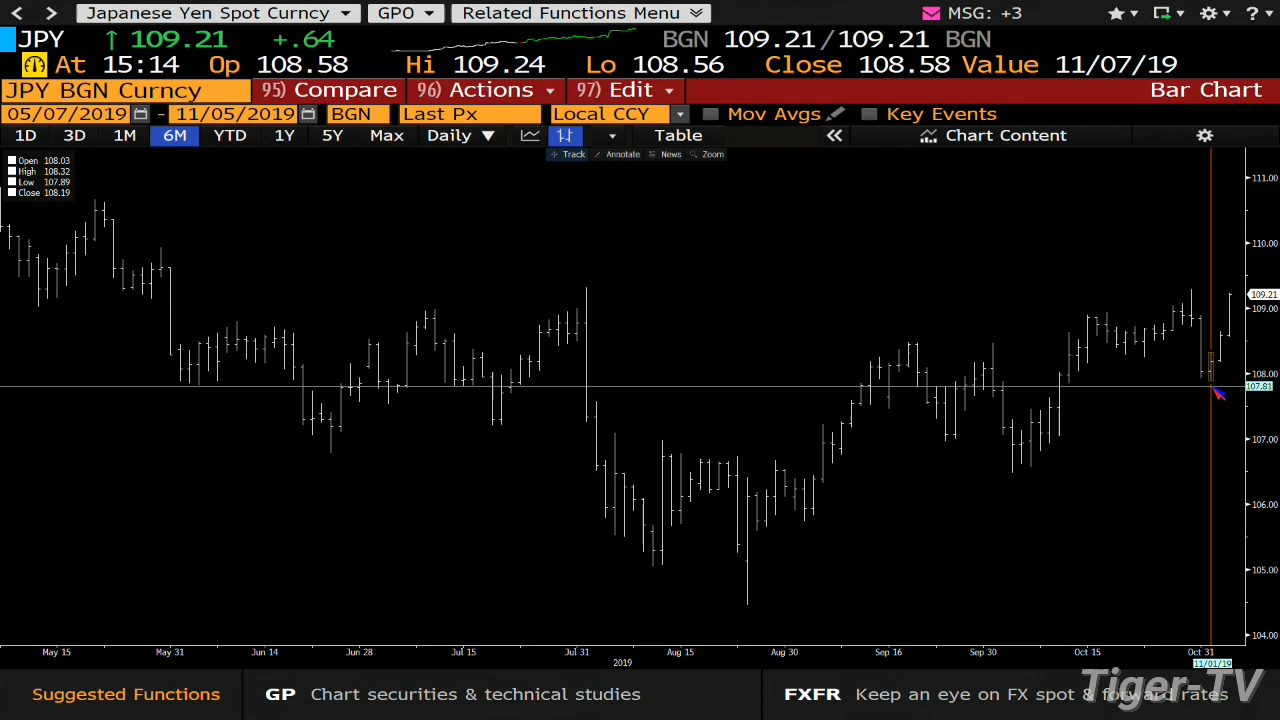 Japanese Yen Spot Curncy GPO Related Functions Menu MSG: +3 ?
JPY ↑ 109.21 +.64 BGN 109.21/109.21 BGN
At 15:14 Op 108.58 Hi 109.24 Lo 108.56 Close 108.58 Value 11/07/19
JPY BGN Curncy 95) Compare 96) Actions 97) Edit Bar Chart
05/07/2019 - 11/05/2019 BGN Last Px Local CCY Mov Avgs Key Events
1D 3D 1M 6M YTD 1Y 5Y Max Daily ▼ Table « Chart Content
Track Annotate News Zoom
Open 108.03
High 108.32
Low 107.89
Close 108.19
111.00
110.00
109.21
109.00
108.00
107.81
107.00
106.00
105.00
104.00
May 15 May 31 Jun 14 Jun 28 Jul 15 Jul 31 Aug 15 Aug 30 Sep 16 Sep 30 Oct 15 Oct 31
2019 11/01/19
Suggested Functions GP Chart securities & technical studies FXFR Keep an eye on FX spot & forward rates
Tiger-TV